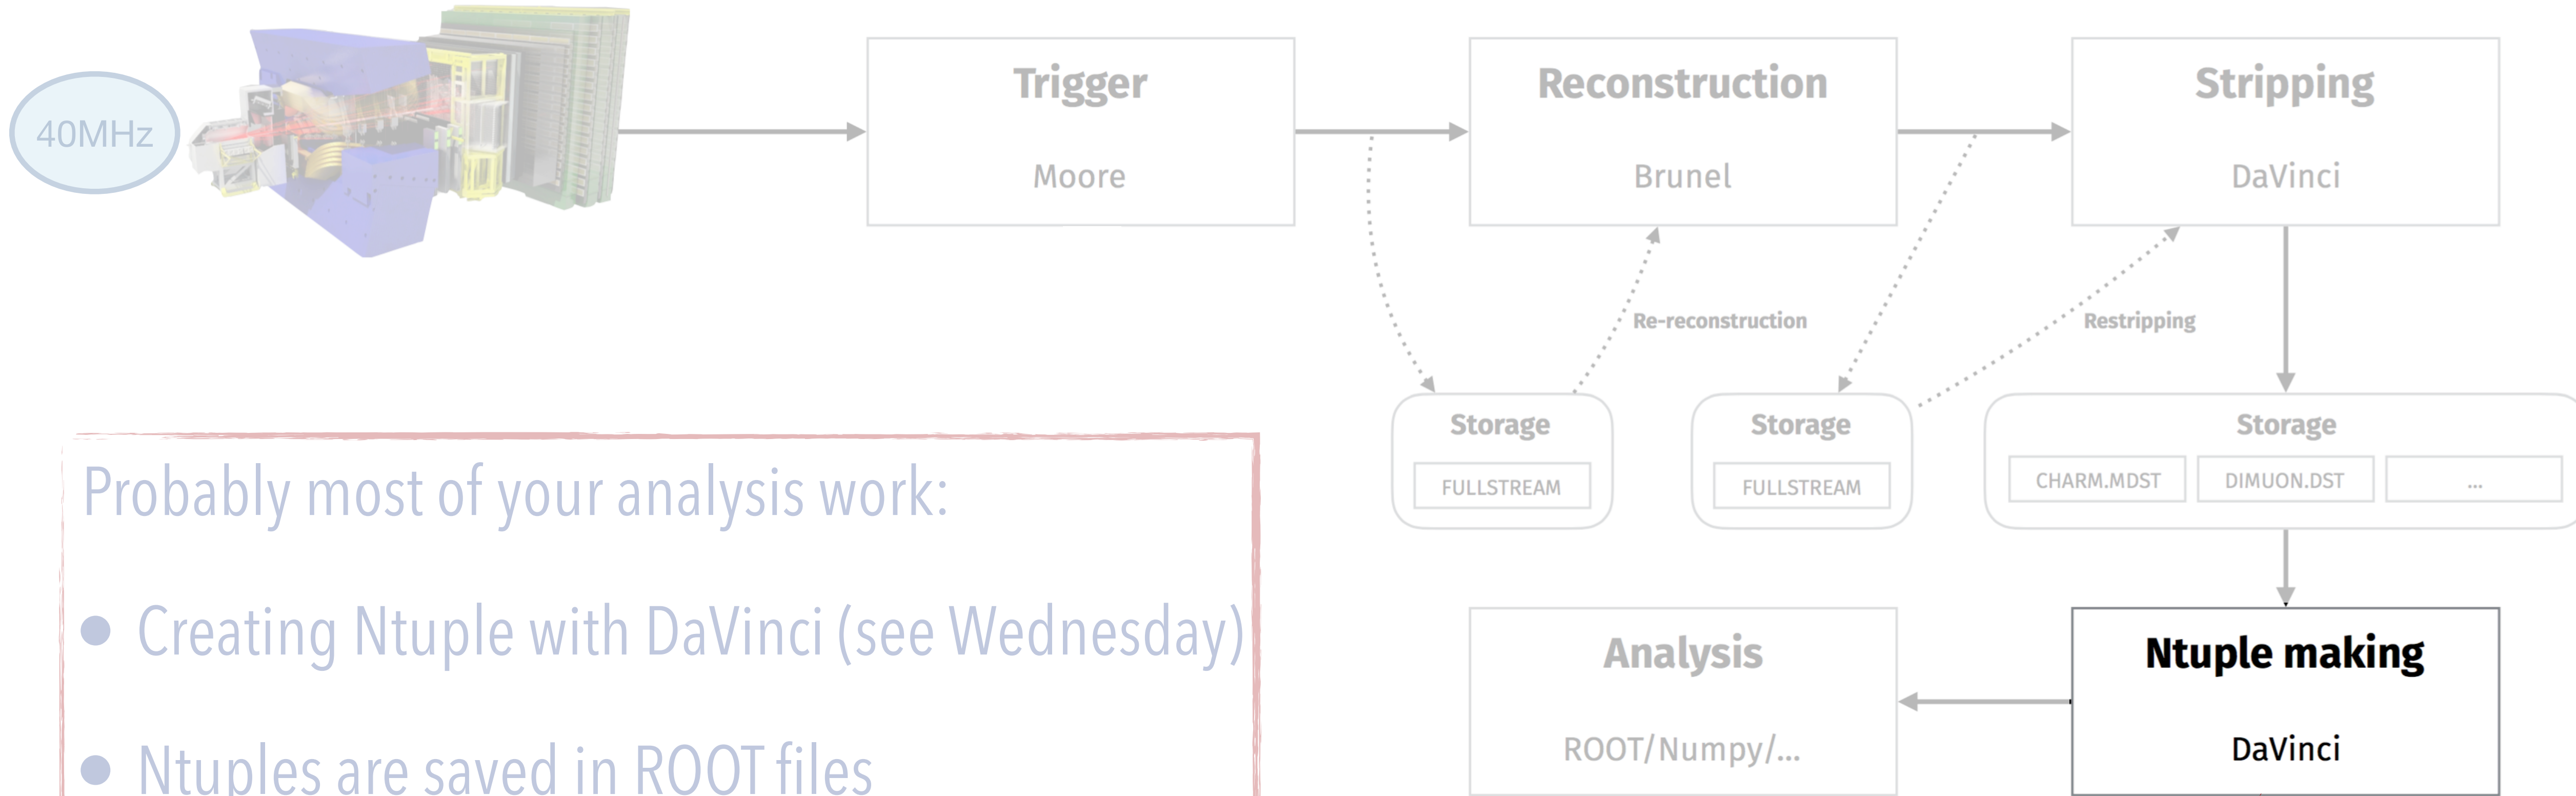 40MHz
Trigger
Moore
Reconstruction
Brunel
Stripping
DaVinci
Re-reconstruction
Restripping
Storage
FULLSTREAM
Storage
FULLSTREAM
Storage
CHARM.MDST
DIMUON.DST
...
Probably most of your analysis work:
● Creating Ntuple with DaVinci (see Wednesday)
● Ntuples are saved in ROOT files
Analysis
ROOT/Numpy/...
Ntuple making
DaVinci